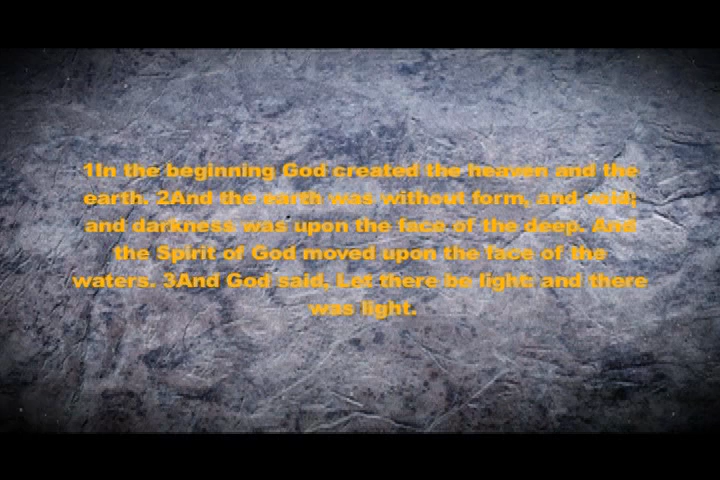 1In the beginning God created the heaven and the
earth. 2And the earth was without form, and void;
and darkness was upon the face of the deep. And
the Spirit of God moved upon the face of the
waters. 3And God said, Let there be light: and there
was light.